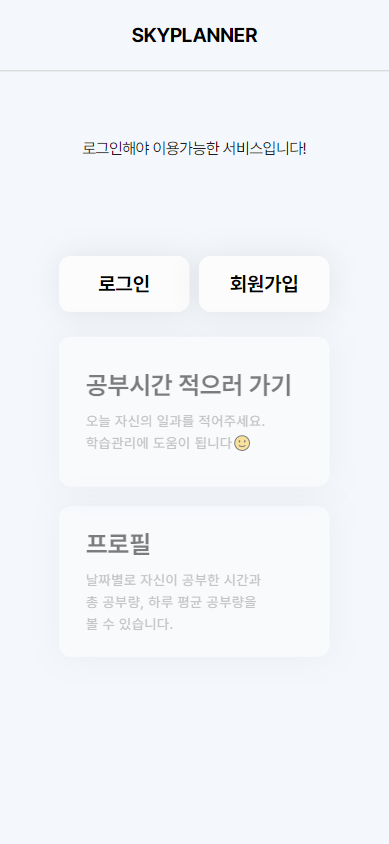 SKYPLANNER
로그인해야 이용가능한 서비스입니다!
로그인
회원가입
공부시간 적으러 가기
오늘 자신의 일과를 적어주세요.
학습관리에 도움이 됩니다🙂
프로필
날짜별로 자신이 공부한 시간과
총 공부량, 하루 평균 공부량을
볼 수 있습니다.